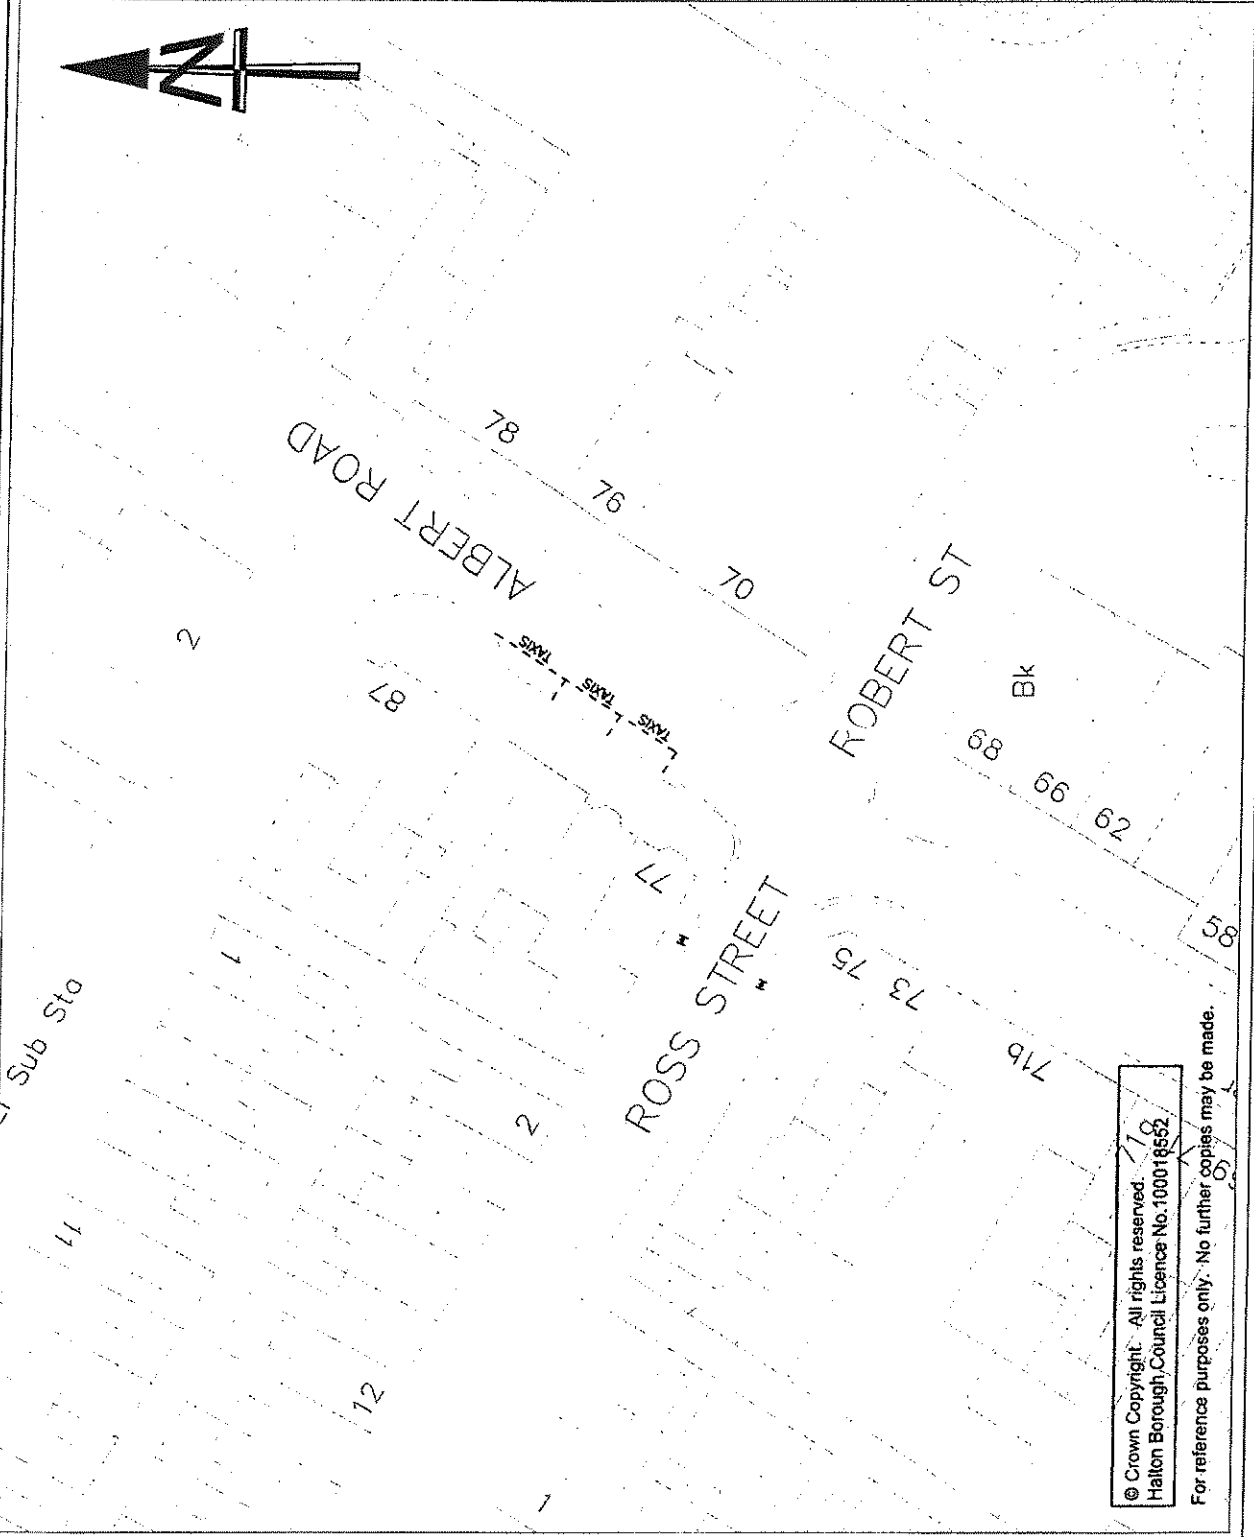 N
Sub Sta
11
1
2
12
2
1
87
ALBERT ROAD
78
76
70
TAXIS
TAXIS
TAXIS
77
ROSS STREET
ROBERT ST
75
73
71b
Bk
68
66
62
58
© Crown Copyright. All rights reserved.
Halton Borough Council Licence No.100018552
For reference purposes only. No further copies may be made.